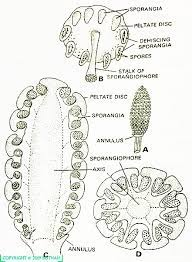 SPORANGIA
PELTATE DISC
DEHISCING
SPORANGIA
SPORES
STALK OF
SPORANGIOPHORE
B
PELTATE DISC
SPORANGIA
ANNULUS
A
SPORANGIOPHORE
AXIS
C
ANNULUS
D